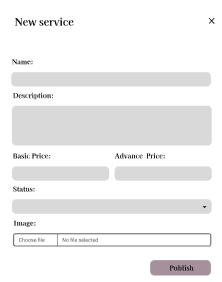 New service ×
Name:
Description:
Basic Price: Advance Price:
Status:
Image:
Choose file No file selected
Publish